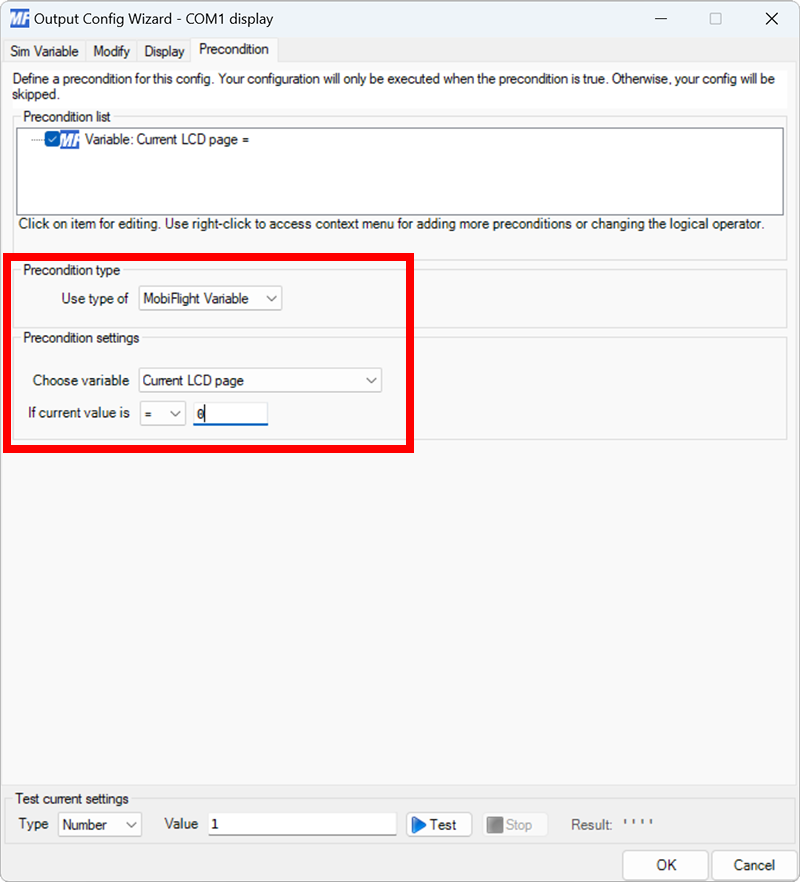 MF Output Config Wizard - COM1 display
Sim Variable Modify Display Precondition
Define a precondition for this config. Your configuration will only be executed when the precondition is true. Otherwise, your config will be
skipped.
Precondition list
MF Variable: Current LCD page =
Click on item for editing. Use right-click to access context menu for adding more preconditions or changing the logical operator.
Precondition type
Use type of MobiFlight Variable
Precondition settings
Choose variable Current LCD page
If current value is = 0
Test current settings
Type Number Value 1 Test Stop Result: ' ' ' '
OK Cancel